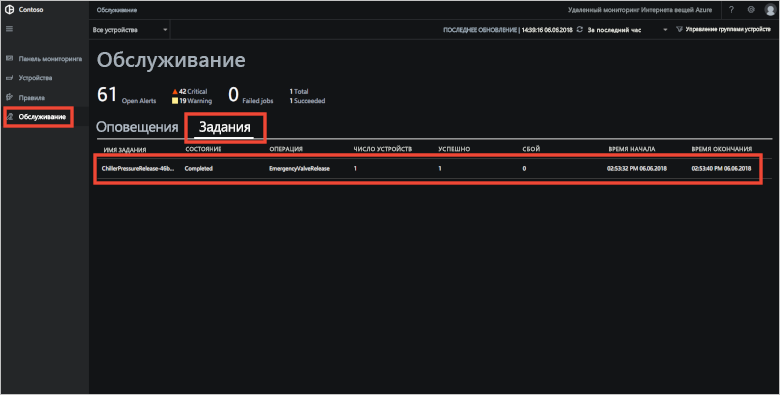 Contoso
Обслуживание
Удаленный мониторинг Интернета вещей Azure
?
Все устройства
ПОСЛЕДНЕЕ ОБНОВЛЕНИЕ | 14:39:16 06.06.2018
За последний час
Управление группами устройств
Панель мониторинга
Устройства
Правила
Обслуживание
Обслуживание
61 Open Alerts
42 Critical
19 Warning
0 Failed jobs
1 Total
1 Succeeded
Оповещения
Задания
ИМЯ ЗАДАНИЯ СОСТОЯНИЕ ОПЕРАЦИЯ ЧИСЛО УСТРОЙСТВ УСПЕШНО СБОЙ ВРЕМЯ НАЧАЛА ВРЕМЯ ОКОНЧАНИЯ
ChillerPressureRelease-46b... Completed EmergencyValveRelease 1 1 0 02:53:32 PM 06.06.2018 02:53:40 PM 06.06.2018